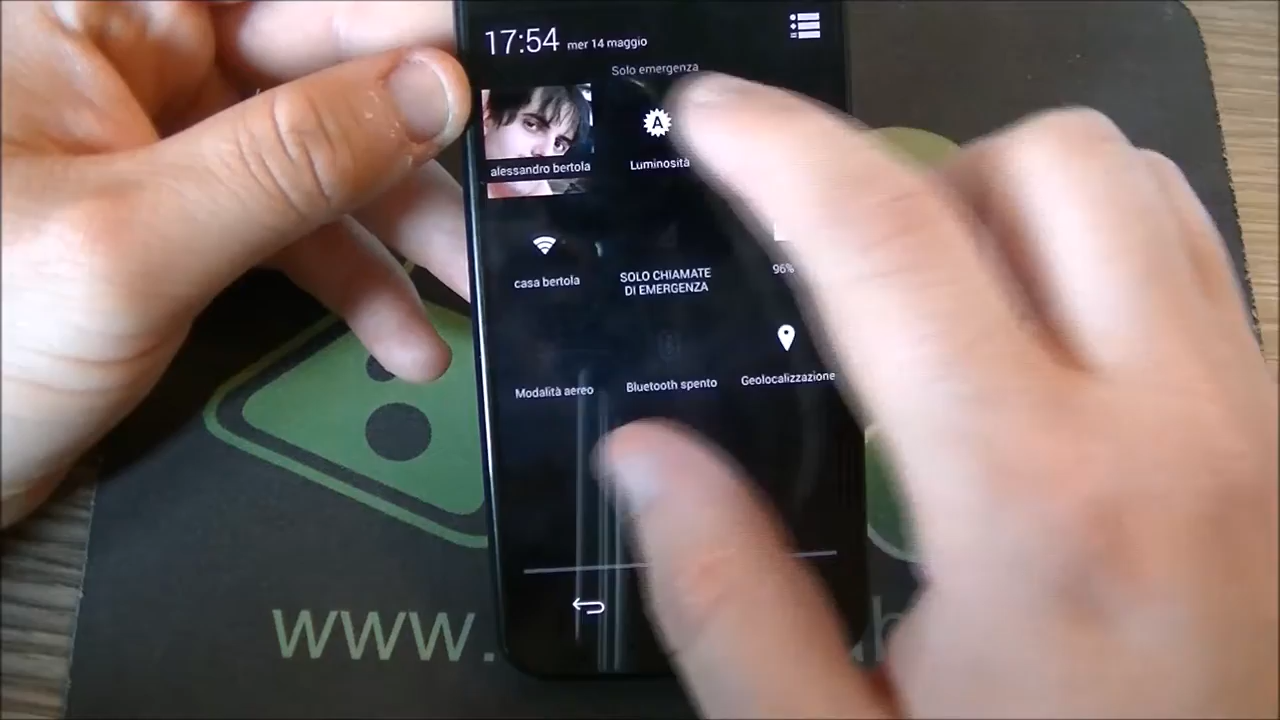 17:54 mer 14 maggio
Solo emergenza
alessandro bertola
Luminosità
casa bertola
SOLO CHIAMATE
DI EMERGENZA
96%
Modalità aereo
Bluetooth spento
Geolocalizzazione
www.